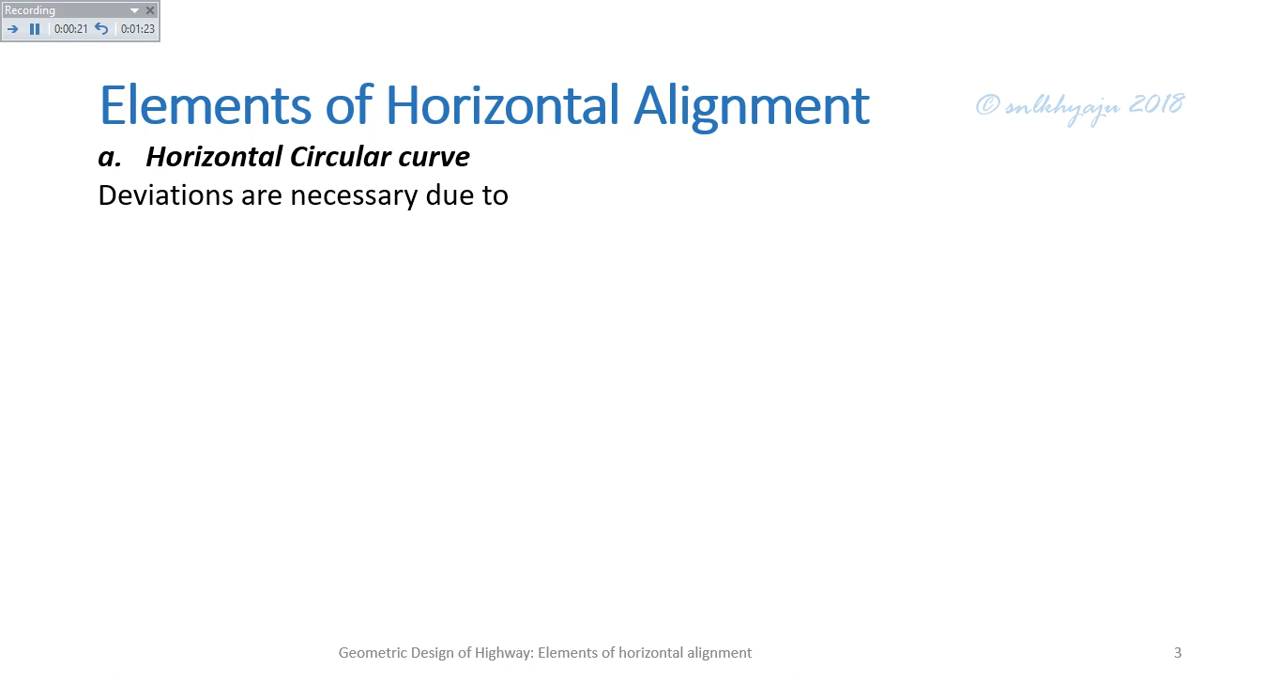 Recording
0:00:21 0:01:23
Elements of Horizontal Alignment
© snlkhyaju 2018
a. Horizontal Circular curve
Deviations are necessary due to
Geometric Design of Highway: Elements of horizontal alignment
3